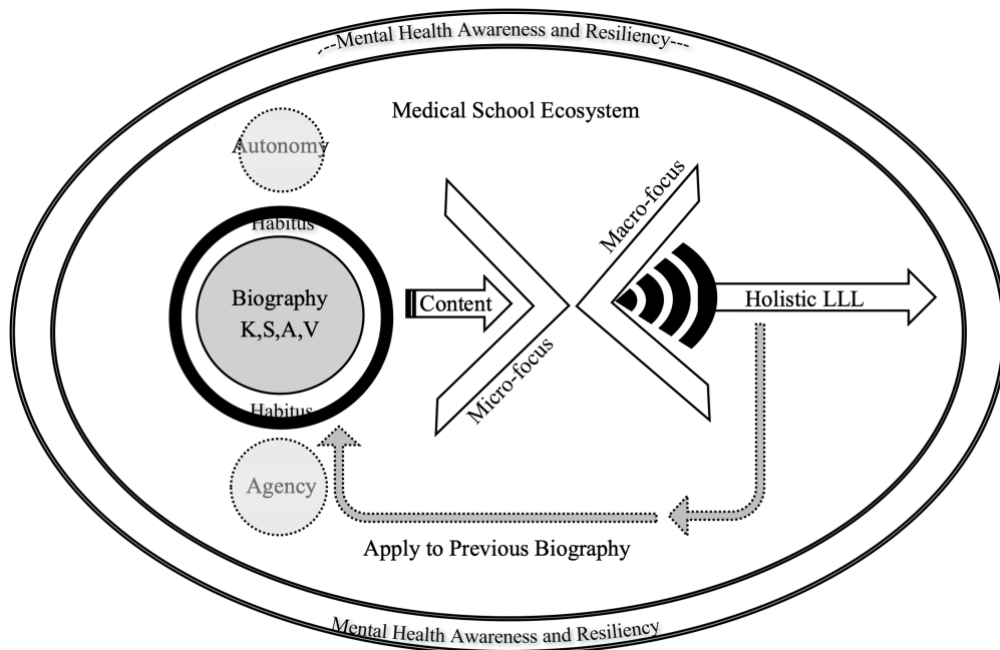 ---Mental Health Awareness and Resiliency---
Medical School Ecosystem
Autonomy
Habitus
Biography
K,S,A,V
Habitus
Agency
Content
Micro-focus
Macro-focus
Holistic LLL
Apply to Previous Biography
Mental Health Awareness and Resiliency